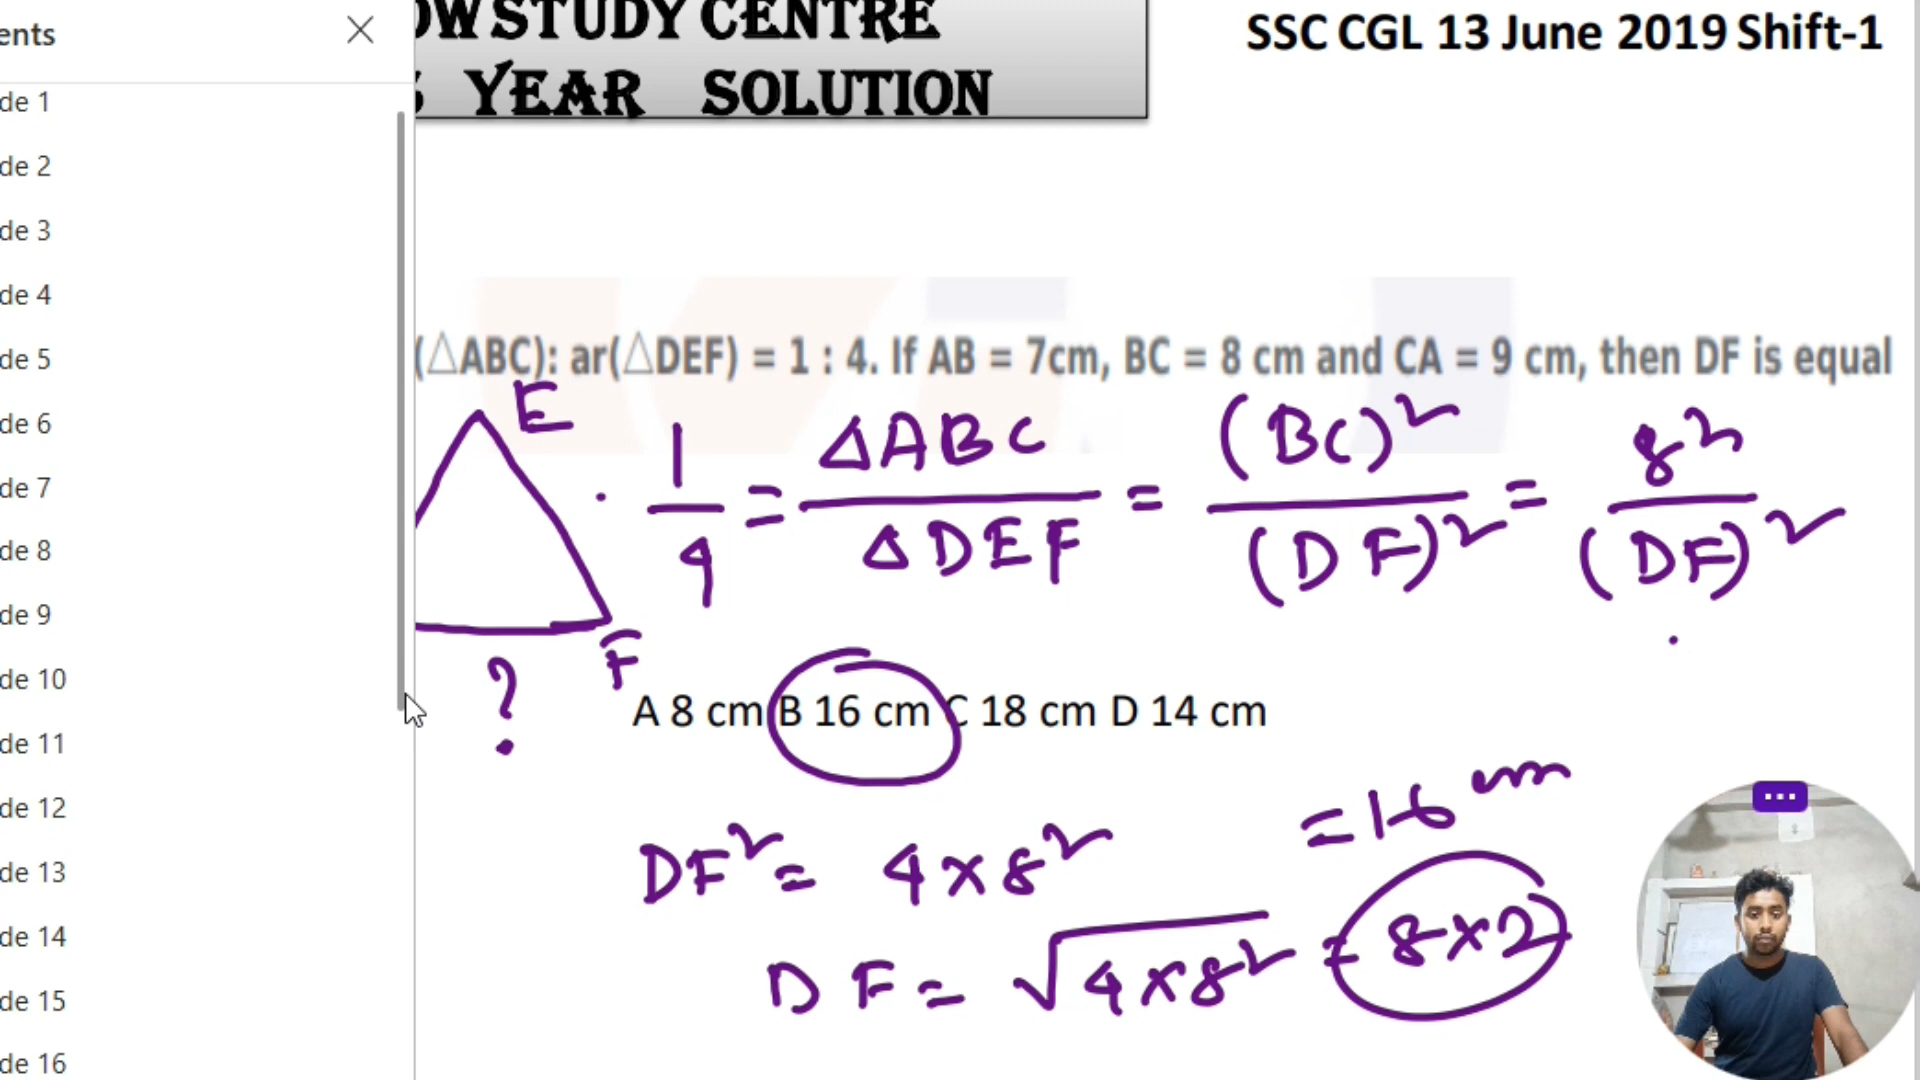 ents
de 1
de 2
de 3
de 4
de 5
de 6
de 7
de 8
de 9
de 10
de 11
de 12
de 13
de 14
de 15
de 16
OW STUDY CENTRE
YEAR SOLUTION
SSC CGL 13 June 2019 Shift-1
(△ABC): ar(△DEF) = 1 : 4. If AB = 7cm, BC = 8 cm and CA = 9 cm, then DF is equal
E
F
?
1/4 = ΔABC/ΔDEF = (BC)²/(DF)² = 8²/(DF)²
A 8 cm B 16 cm C 18 cm D 14 cm
DF² = 4×8²
DF = √4×8² = 8×2
= 16 cm